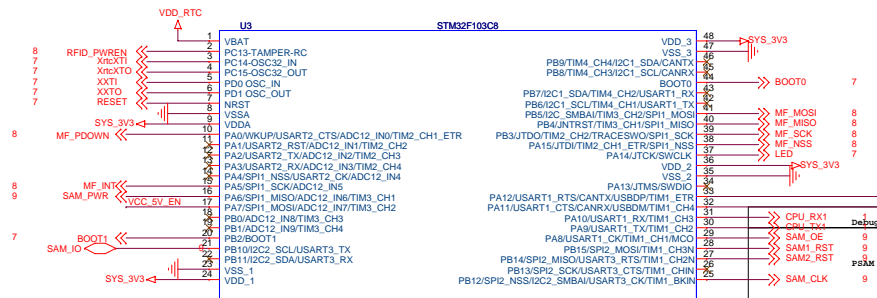 VDD_RTC
U3 STM32F103C8
1 VBAT VDD_3 48 SYS_3V3
8 RFID_PWREN 2 PC13-TAMPER-RC VSS_3 47
7 XrtcXTI 3 PC14-OSC32_IN PB9/TIM4_CH4/I2C1_SDA/CANTX 46
7 XrtcXTO 4 PC15-OSC32_OUT PB8/TIM4_CH3/I2C1_SCL/CANRX 45
7 XXTI 5 PD0 OSC_IN BOOT0 44 BOOT0 7
7 XXTO 6 PD1 OSC_OUT PB7/I2C1_SDA/TIM4_CH2/USART1_RX 43
7 RESET 7 NRST PB6/I2C1_SCL/TIM4_CH1/USART1_TX 42
8 VSSA PB5/I2C_SMBAI/TIM3_CH2/SPI1_MOSI 41 MF_MOSI 8
SYS_3V3 9 VDDA PB4/JNTRST/TIM3_CH1/SPI1_MISO 40 MF_MISO 8
8 MF_PDOWN 10 PA0/WKUP/USART2_CTS/ADC12_IN0/TIM2_CH1_ETR PB3/JTDO/TIM2_CH2/TRACESWO/SPI1_SCK 39 MF_SCK 8
11 PA1/USART2_RST/ADC12_IN1/TIM2_CH2 PA15/JTDI/TIM2_CH1_ETR/SPI1_NSS 38 MF_NSS 8
12 PA2/USART2_TX/ADC12_IN2/TIM2_CH3 PA14/JTCK/SWCLK 37 LED 7
13 PA3/USART2_RX/ADC12_IN3/TIM2_CH4 VDD_2 36 SYS_3V3
14 PA4/SPI1_NSS/USART2_CK/ADC12_IN4 VSS_2 35
8 MF_INT 15 PA5/SPI1_SCK/ADC12_IN5 PA13/JTMS/SWDIO 34
9 SAM_PWR 16 PA6/SPI1_MISO/ADC12_IN6/TIM3_CH1 PA12/USART1_RTS/CANTX/USBDP/TIM1_ETR 33
VCC_5V_EN 17 PA7/SPI1_MOSI/ADC12_IN7/TIM3_CH2 PA11/USART1_CTS/CANRX/USBDM/TIM1_CH4 32
18 PB0/ADC12_IN8/TIM3_CH3 PA10/USART1_RX/TIM1_CH3 31 CPU_RX1 1
19 PB1/ADC12_IN9/TIM3_CH4 PA9/USART1_TX/TIM1_CH2 30 CPU_TX1 1 Debug
7 BOOT1 20 PB2/BOOT1 PA8/USART1_CK/TIM1_CH1/MCO 29 SAM_OE 9
SAM_IO 9 21 PB10/I2C2_SCL/USART3_TX PB15/SPI2_MOSI/TIM1_CH3N 28 SAM1_RST 9
22 PB11/I2C2_SDA/USART3_RX PB14/SPI2_MISO/USART3_RTS/TIM1_CH2N 27 SAM2_RST 9 PSAM
23 VSS_1 PB13/SPI2_SCK/USART3_CTS/TIM1_CHIN 26
SYS_3V3 24 VDD_1 PB12/SPI2_NSS/I2C2_SMBAI/USART3_CK/TIM1_BKIN 25 SAM_CLK 9